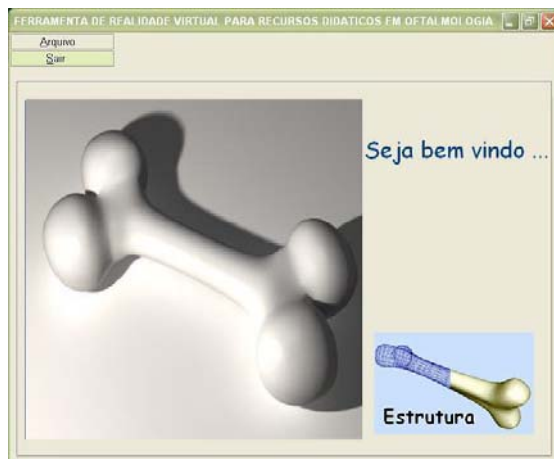 FERRAMENTA DE REALIDADE VIRTUAL PARA RECURSOS DIDATICOS EM OFTALMOLOGIA
Arquivo
Sair
Seja bem vindo ...
Estrutura